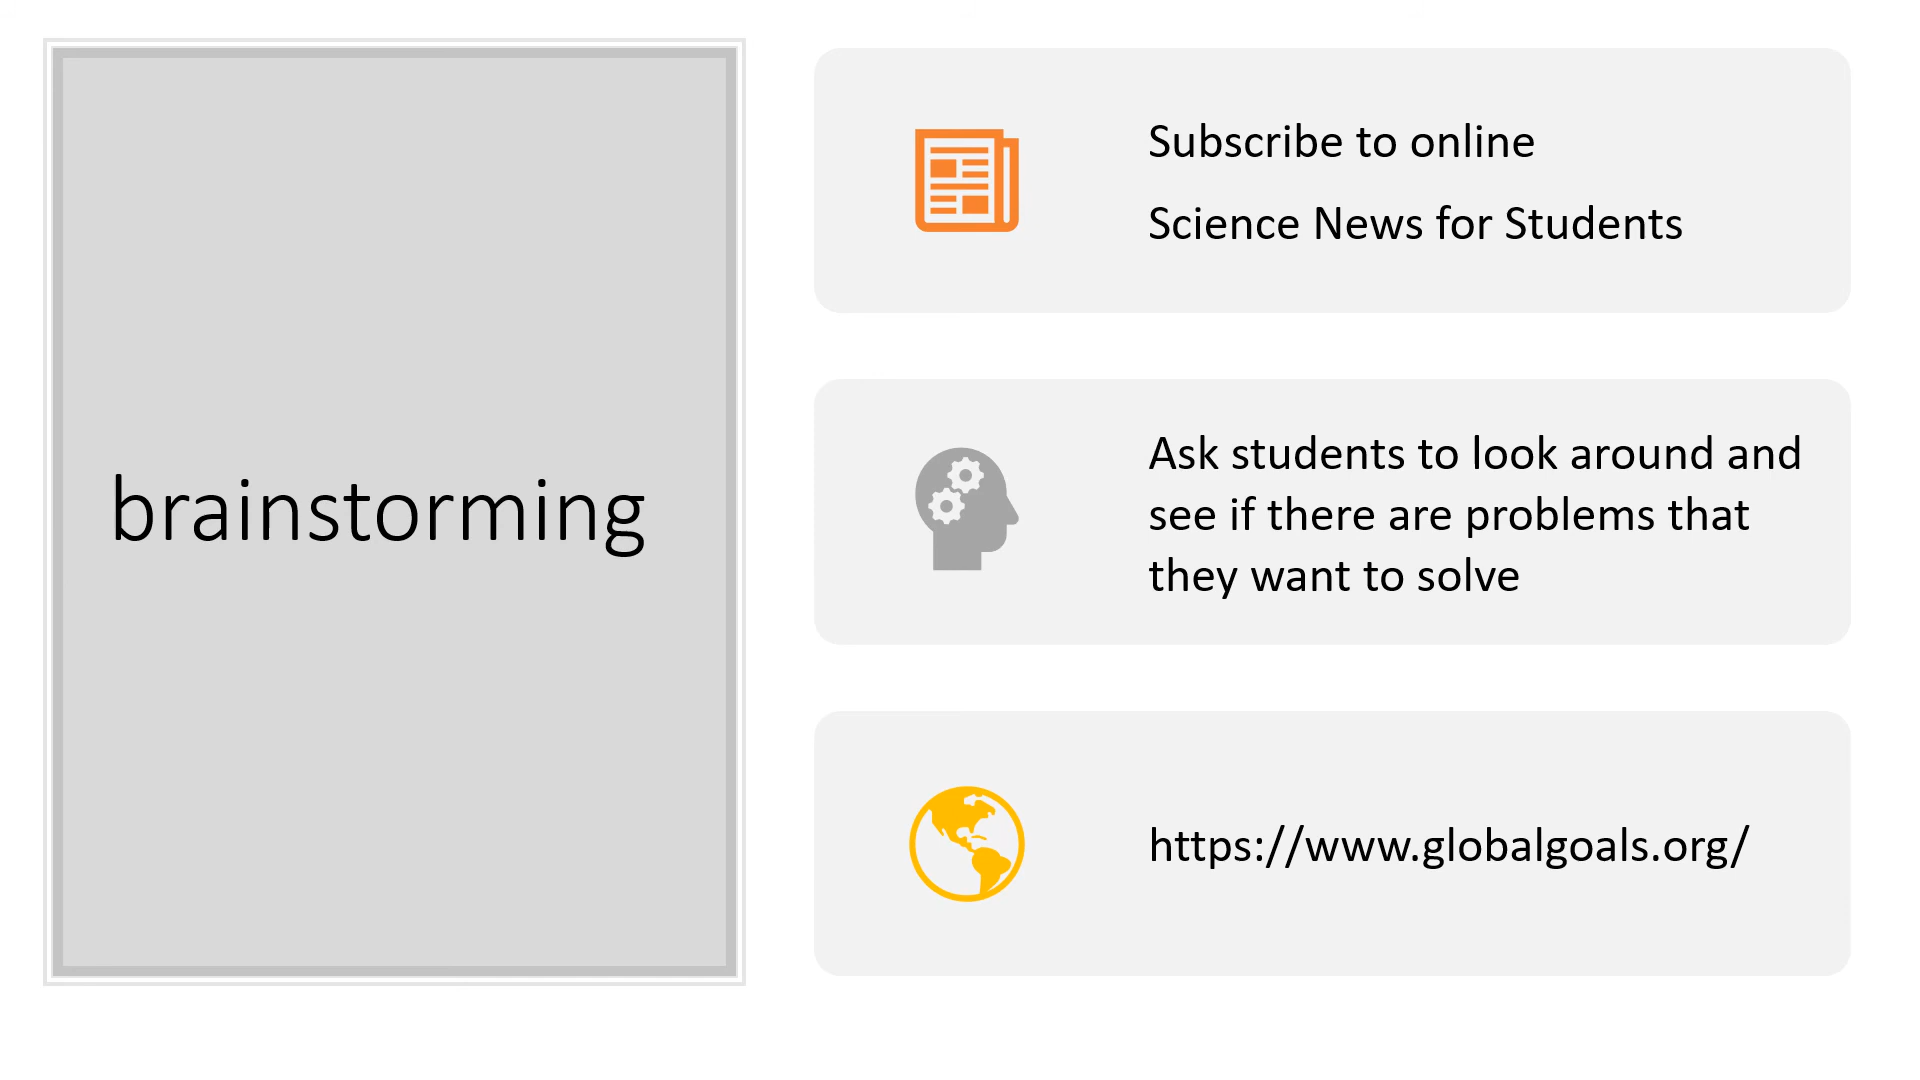 brainstorming
Subscribe to online
Science News for Students
Ask students to look around and
see if there are problems that
they want to solve
https://www.globalgoals.org/